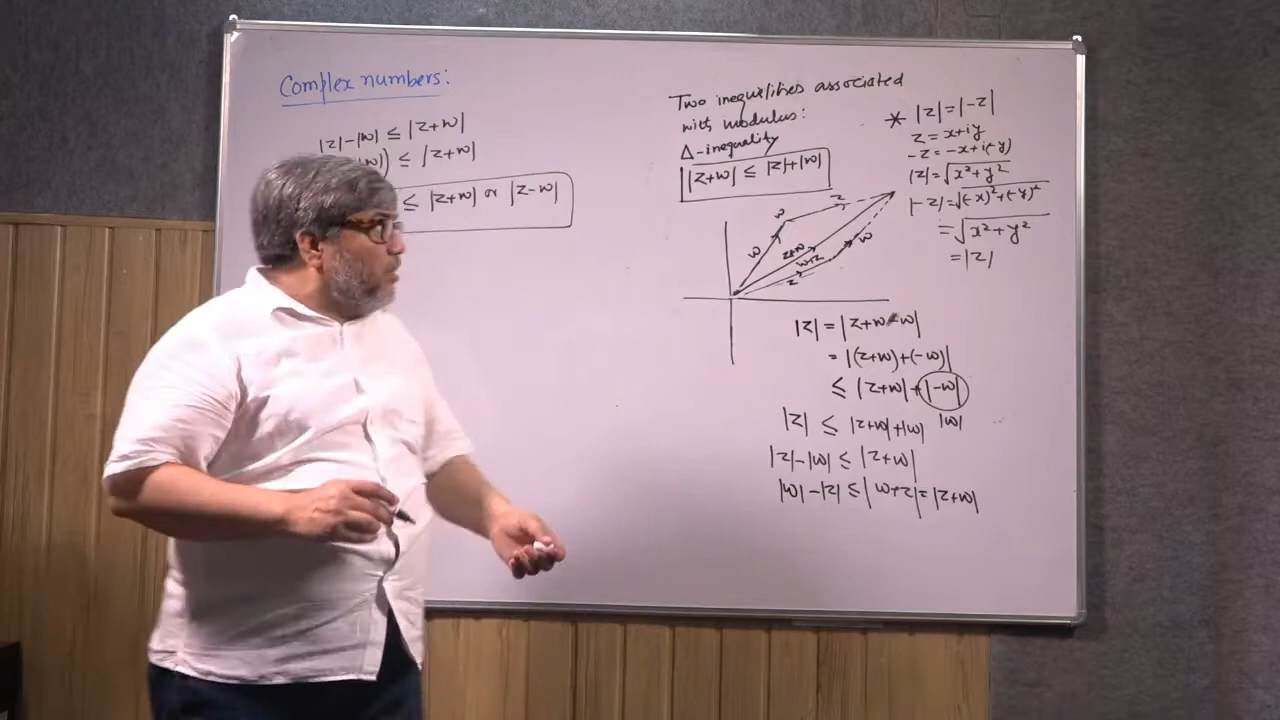 Complex numbers:
|z|-|w| ≤ |z+w|
|w|) ≤ |z+w|
≤ |z+w| or |z-w|
Two inequalities associated
with modulus:
Δ-inequality
|z+w| ≤ |z|+|w|
z
w
z+w
w+z
w
z
* |z|=|-z|
z = x+iy
-z = -x+i(-y)
|z|=√x²+y²
|-z|=√(-x)²+(-y)²
=√x²+y²
=|z|
|z| = |z+w-w|
= |(z+w)+(-w)|
≤ |z+w|+|-w|
|z| ≤ |z+w|+|w| |w|
|z|-|w| ≤ |z+w|
|w|-|z| ≤ |w+z|=|z+w|